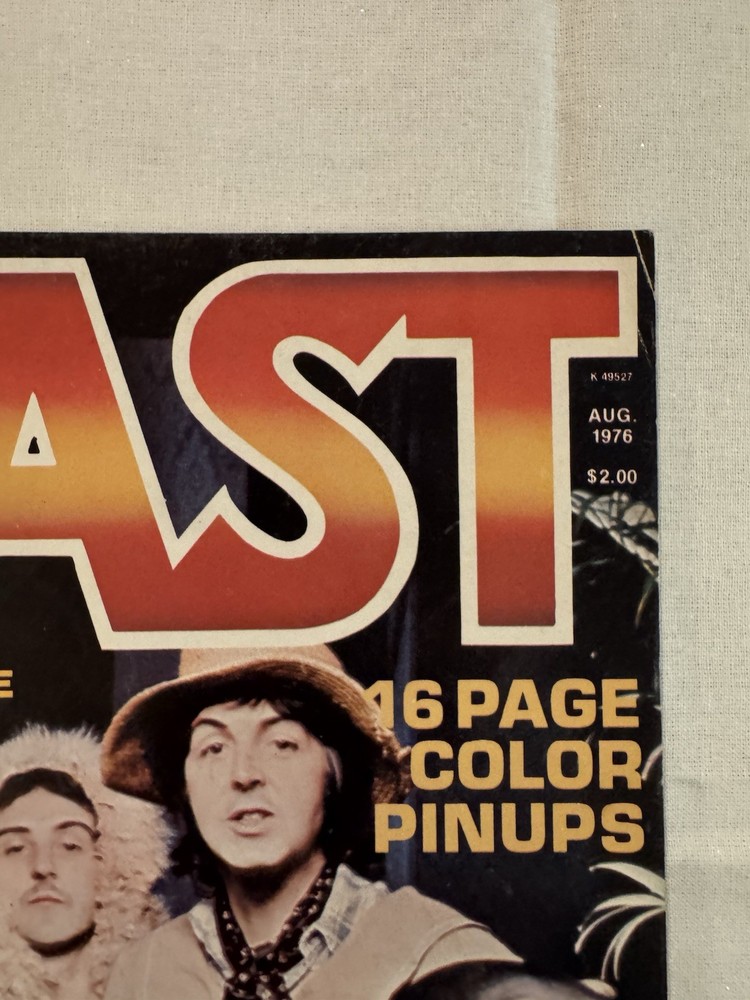 AST
K 49527
AUG.
1976
$2.00
E
16 PAGE
COLOR
PINUPS